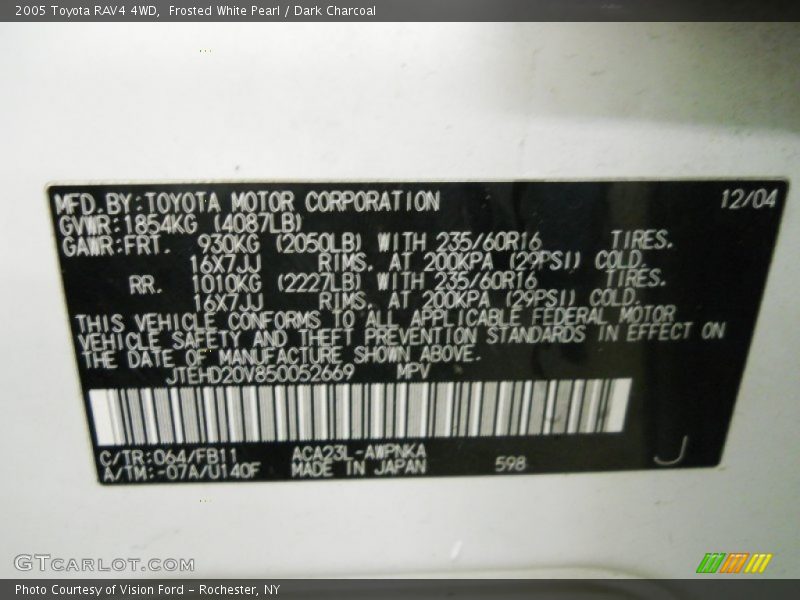 2005 Toyota RAV4 4WD,  Frosted White Pearl / Dark Charcoal
MFD.BY:TOYOTA MOTOR CORPORATION 12/04
GVWR:1854KG (4087LB)
GAWR:FRT. 930KG (2050LB) WITH 235/60R16 TIRES.
16X7JJ RIMS. AT 200KPA (29PSI) COLD.
RR. 1010KG (2227LB) WITH 235/60R16 TIRES.
16X7JJ RIMS. AT 200KPA (29PSI) COLD.
THIS VEHICLE CONFORMS TO ALL APPLICABLE FEDERAL MOTOR
VEHICLE SAFETY AND THEFT PREVENTION STANDARDS IN EFFECT ON
THE DATE OF MANUFACTURE SHOWN ABOVE.
JTEHD20V850052669 MPV
C/TR:064/FB11 ACA23L-AWPNKA
A/TM:-07A/U140F MADE IN JAPAN 598 J
GTCARLOT.COM
Photo Courtesy of Vision Ford - Rochester, NY